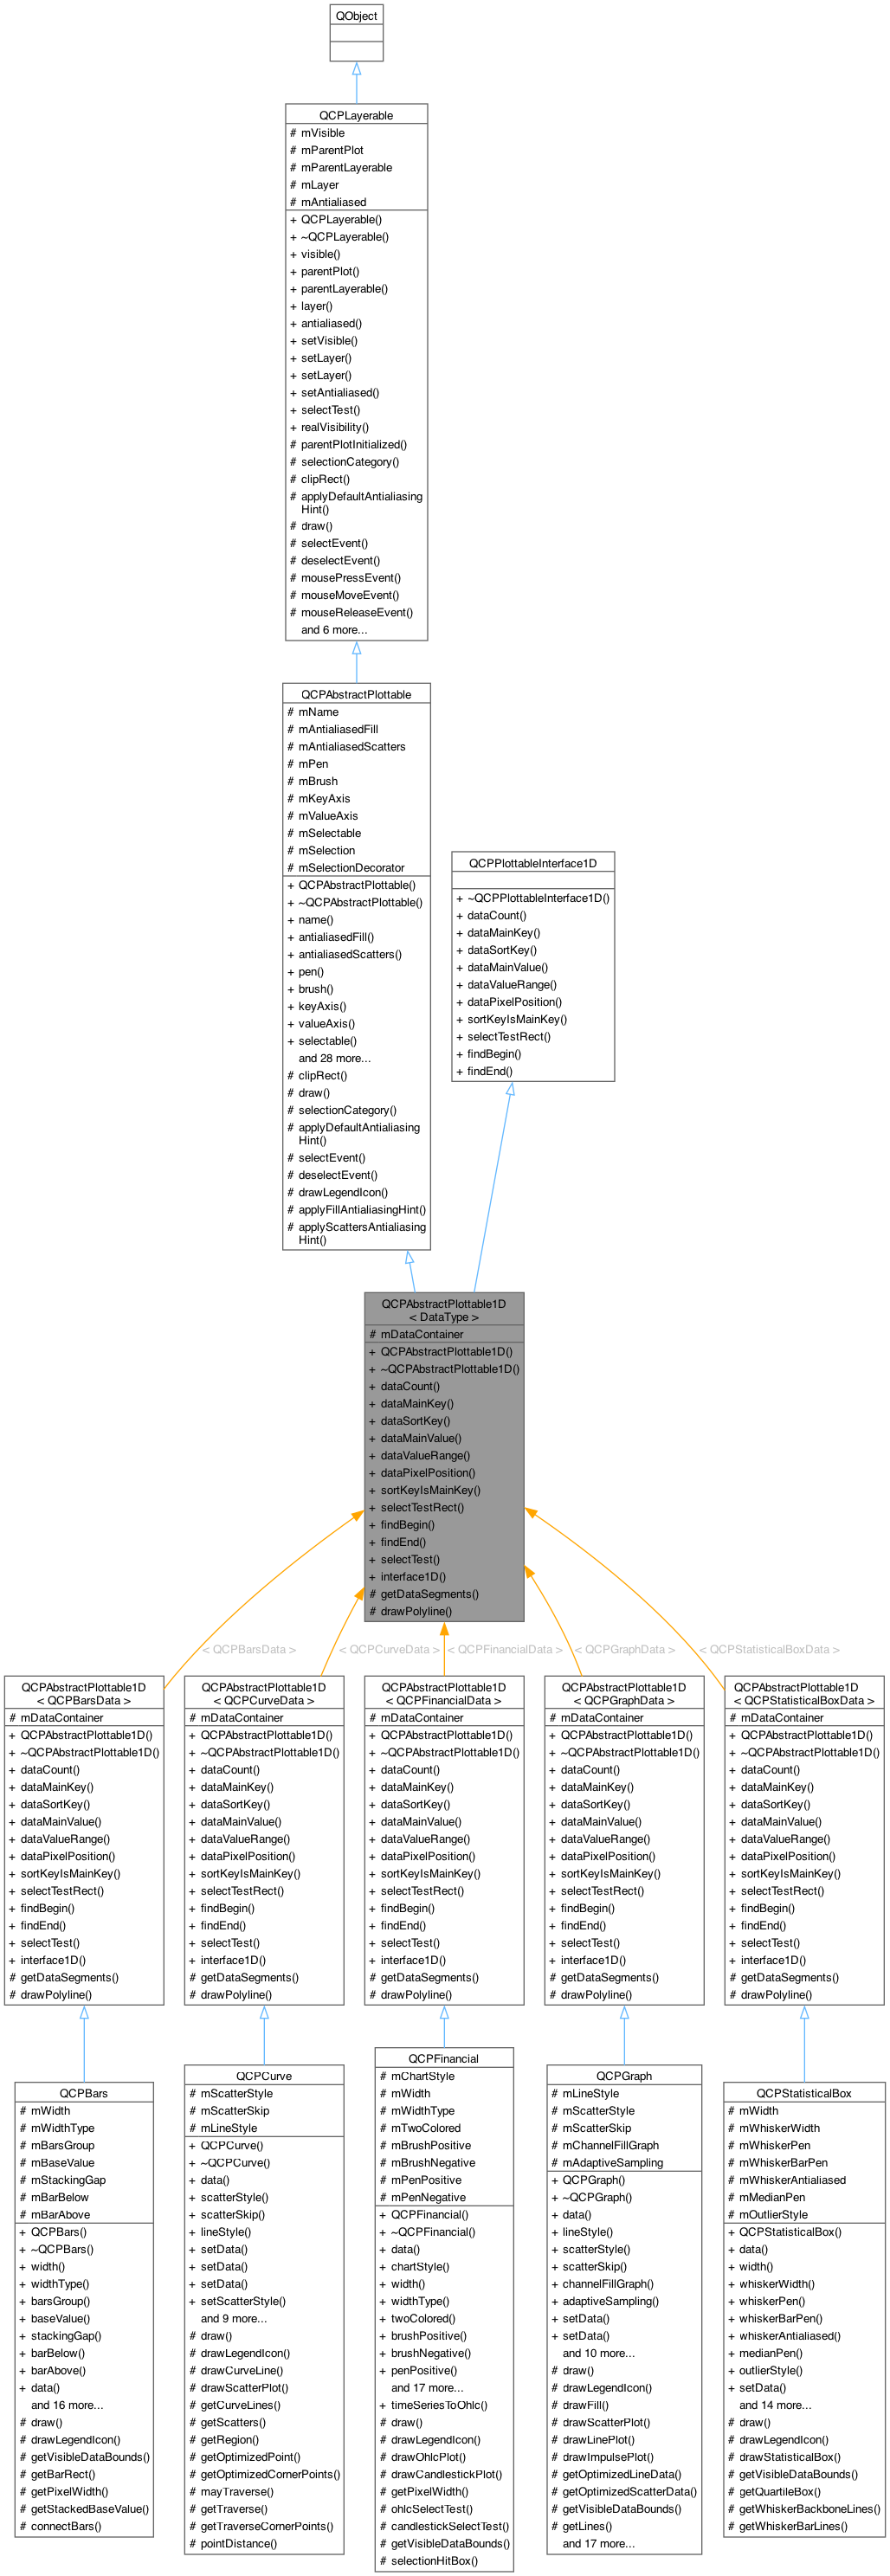 QObject
QCPLayerable
# mVisible
# mParentPlot
# mParentLayerable
# mLayer
# mAntialiased
+ QCPLayerable()
+ ~QCPLayerable()
+ visible()
+ parentPlot()
+ parentLayerable()
+ layer()
+ antialiased()
+ setVisible()
+ setLayer()
+ setLayer()
+ setAntialiased()
+ selectTest()
+ realVisibility()
# parentPlotInitialized()
# selectionCategory()
# clipRect()
# applyDefaultAntialiasing
Hint()
# draw()
# selectEvent()
# deselectEvent()
# mousePressEvent()
# mouseMoveEvent()
# mouseReleaseEvent()
and 6 more...
QCPAbstractPlottable
# mName
# mAntialiasedFill
# mAntialiasedScatters
# mPen
# mBrush
# mKeyAxis
# mValueAxis
# mSelectable
# mSelection
# mSelectionDecorator
+ QCPAbstractPlottable()
+ ~QCPAbstractPlottable()
+ name()
+ antialiasedFill()
+ antialiasedScatters()
+ pen()
+ brush()
+ keyAxis()
+ valueAxis()
+ selectable()
and 28 more...
# clipRect()
# draw()
# selectionCategory()
# applyDefaultAntialiasing
Hint()
# selectEvent()
# deselectEvent()
# drawLegendIcon()
# applyFillAntialiasingHint()
# applyScattersAntialiasing
Hint()
QCPPlottableInterface1D
+ ~QCPPlottableInterface1D()
+ dataCount()
+ dataMainKey()
+ dataSortKey()
+ dataMainValue()
+ dataValueRange()
+ dataPixelPosition()
+ sortKeyIsMainKey()
+ selectTestRect()
+ findBegin()
+ findEnd()
QCPAbstractPlottable1D
< DataType >
# mDataContainer
+ QCPAbstractPlottable1D()
+ ~QCPAbstractPlottable1D()
+ dataCount()
+ dataMainKey()
+ dataSortKey()
+ dataMainValue()
+ dataValueRange()
+ dataPixelPosition()
+ sortKeyIsMainKey()
+ selectTestRect()
+ findBegin()
+ findEnd()
+ selectTest()
+ interface1D()
# getDataSegments()
# drawPolyline()
< QCPBarsData >
< QCPCurveData >
< QCPFinancialData >
< QCPGraphData >
< QCPStatisticalBoxData >
QCPAbstractPlottable1D
< QCPBarsData >
# mDataContainer
+ QCPAbstractPlottable1D()
+ ~QCPAbstractPlottable1D()
+ dataCount()
+ dataMainKey()
+ dataSortKey()
+ dataMainValue()
+ dataValueRange()
+ dataPixelPosition()
+ sortKeyIsMainKey()
+ selectTestRect()
+ findBegin()
+ findEnd()
+ selectTest()
+ interface1D()
# getDataSegments()
# drawPolyline()
QCPAbstractPlottable1D
< QCPCurveData >
# mDataContainer
+ QCPAbstractPlottable1D()
+ ~QCPAbstractPlottable1D()
+ dataCount()
+ dataMainKey()
+ dataSortKey()
+ dataMainValue()
+ dataValueRange()
+ dataPixelPosition()
+ sortKeyIsMainKey()
+ selectTestRect()
+ findBegin()
+ findEnd()
+ selectTest()
+ interface1D()
# getDataSegments()
# drawPolyline()
QCPAbstractPlottable1D
< QCPFinancialData >
# mDataContainer
+ QCPAbstractPlottable1D()
+ ~QCPAbstractPlottable1D()
+ dataCount()
+ dataMainKey()
+ dataSortKey()
+ dataMainValue()
+ dataValueRange()
+ dataPixelPosition()
+ sortKeyIsMainKey()
+ selectTestRect()
+ findBegin()
+ findEnd()
+ selectTest()
+ interface1D()
# getDataSegments()
# drawPolyline()
QCPAbstractPlottable1D
< QCPGraphData >
# mDataContainer
+ QCPAbstractPlottable1D()
+ ~QCPAbstractPlottable1D()
+ dataCount()
+ dataMainKey()
+ dataSortKey()
+ dataMainValue()
+ dataValueRange()
+ dataPixelPosition()
+ sortKeyIsMainKey()
+ selectTestRect()
+ findBegin()
+ findEnd()
+ selectTest()
+ interface1D()
# getDataSegments()
# drawPolyline()
QCPAbstractPlottable1D
< QCPStatisticalBoxData >
# mDataContainer
+ QCPAbstractPlottable1D()
+ ~QCPAbstractPlottable1D()
+ dataCount()
+ dataMainKey()
+ dataSortKey()
+ dataMainValue()
+ dataValueRange()
+ dataPixelPosition()
+ sortKeyIsMainKey()
+ selectTestRect()
+ findBegin()
+ findEnd()
+ selectTest()
+ interface1D()
# getDataSegments()
# drawPolyline()
QCPBars
# mWidth
# mWidthType
# mBarsGroup
# mBaseValue
# mStackingGap
# mBarBelow
# mBarAbove
+ QCPBars()
+ ~QCPBars()
+ width()
+ widthType()
+ barsGroup()
+ baseValue()
+ stackingGap()
+ barBelow()
+ barAbove()
+ data()
and 16 more...
# draw()
# drawLegendIcon()
# getVisibleDataBounds()
# getBarRect()
# getPixelWidth()
# getStackedBaseValue()
# connectBars()
QCPCurve
# mScatterStyle
# mScatterSkip
# mLineStyle
+ QCPCurve()
+ ~QCPCurve()
+ data()
+ scatterStyle()
+ scatterSkip()
+ lineStyle()
+ setData()
+ setData()
+ setData()
+ setScatterStyle()
and 9 more...
# draw()
# drawLegendIcon()
# drawCurveLine()
# drawScatterPlot()
# getCurveLines()
# getScatters()
# getRegion()
# getOptimizedPoint()
# getOptimizedCornerPoints()
# mayTraverse()
# getTraverse()
# getTraverseCornerPoints()
# pointDistance()
QCPFinancial
# mChartStyle
# mWidth
# mWidthType
# mTwoColored
# mBrushPositive
# mBrushNegative
# mPenPositive
# mPenNegative
+ QCPFinancial()
+ ~QCPFinancial()
+ data()
+ chartStyle()
+ width()
+ widthType()
+ twoColored()
+ brushPositive()
+ brushNegative()
+ penPositive()
and 17 more...
+ timeSeriesToOhlc()
# draw()
# drawLegendIcon()
# drawOhlcPlot()
# drawCandlestickPlot()
# getPixelWidth()
# ohlcSelectTest()
# candlestickSelectTest()
# getVisibleDataBounds()
# selectionHitBox()
QCPGraph
# mLineStyle
# mScatterStyle
# mScatterSkip
# mChannelFillGraph
# mAdaptiveSampling
+ QCPGraph()
+ ~QCPGraph()
+ data()
+ lineStyle()
+ scatterStyle()
+ scatterSkip()
+ channelFillGraph()
+ adaptiveSampling()
+ setData()
+ setData()
and 10 more...
# draw()
# drawLegendIcon()
# drawFill()
# drawScatterPlot()
# drawLinePlot()
# drawImpulsePlot()
# getOptimizedLineData()
# getOptimizedScatterData()
# getVisibleDataBounds()
# getLines()
and 17 more...
QCPStatisticalBox
# mWidth
# mWhiskerWidth
# mWhiskerPen
# mWhiskerBarPen
# mWhiskerAntialiased
# mMedianPen
# mOutlierStyle
+ QCPStatisticalBox()
+ data()
+ width()
+ whiskerWidth()
+ whiskerPen()
+ whiskerBarPen()
+ whiskerAntialiased()
+ medianPen()
+ outlierStyle()
+ setData()
and 14 more...
# draw()
# drawLegendIcon()
# drawStatisticalBox()
# getVisibleDataBounds()
# getQuartileBox()
# getWhiskerBackboneLines()
# getWhiskerBarLines()